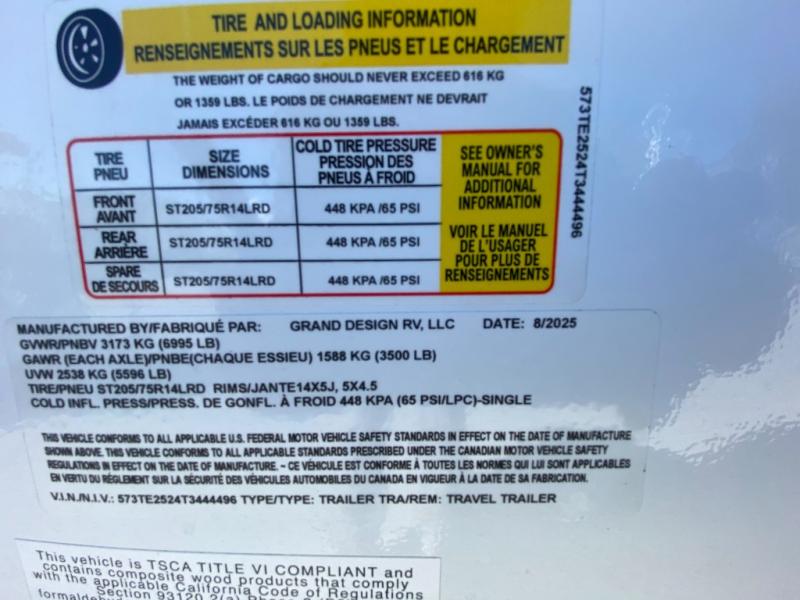 TIRE AND LOADING INFORMATION
RENSEIGNEMENTS SUR LES PNEUS ET LE CHARGEMENT
THE WEIGHT OF CARGO SHOULD NEVER EXCEED 616 KG
OR 1359 LBS. LE POIDS DE CHARGEMENT NE DEVRAIT
JAMAIS EXCÉDER 616 KG OU 1359 LBS.
TIRE PNEU SIZE DIMENSIONS COLD TIRE PRESSURE PRESSION DES PNEUS À FROID
FRONT AVANT ST205/75R14LRD 448 KPA /65 PSI
REAR ARRIÈRE ST205/75R14LRD 448 KPA /65 PSI
SPARE DE SECOURS ST205/75R14LRD 448 KPA /65 PSI
SEE OWNER'S
MANUAL FOR
ADDITIONAL
INFORMATION
VOIR LE MANUEL
DE L'USAGER
POUR PLUS DE
RENSEIGNEMENTS
573TE2524T3444496
MANUFACTURED BY/FABRIQUÉ PAR: GRAND DESIGN RV, LLC DATE: 8/2025
GVWR/PNBV 3173 KG (6995 LB)
GAWR (EACH AXLE)/PNBE(CHAQUE ESSIEU) 1588 KG (3500 LB)
UVW 2538 KG (5596 LB)
TIRE/PNEU ST205/75R14LRD RIMS/JANTE14X5J, 5X4.5
COLD INFL. PRESS/PRESS. DE GONFL. À FROID 448 KPA (65 PSI/LPC)-SINGLE
THIS VEHICLE CONFORMS TO ALL APPLICABLE U.S. FEDERAL MOTOR VEHICLE SAFETY STANDARDS IN EFFECT ON THE DATE OF MANUFACTURE
SHOWN ABOVE. THIS VEHICLE CONFORMS TO ALL APPLICABLE STANDARDS PRESCRIBED UNDER THE CANADIAN MOTOR VEHICLE SAFETY
REGULATIONS IN EFFECT ON THE DATE OF MANUFACTURE. - CE VÉHICULE EST CONFORME À TOUTES LES NORMES QUI LUI SONT APPLICABLES
EN VERTU DU RÉGLEMENT SUR LA SÉCURITÉ DES VÉHICULES AUTOMOBILES DU CANADA EN VIGUEUR À LA DATE DE SA FABRICATION.
V.I.N./N.I.V.: 573TE2524T3444496 TYPE/TYPE: TRAILER TRA/REM: TRAVEL TRAILER
This vehicle is TSCA TITLE VI COMPLIANT and
contains composite wood products that comply
with the applicable California Code of Regulations
Section 93120.2(a)